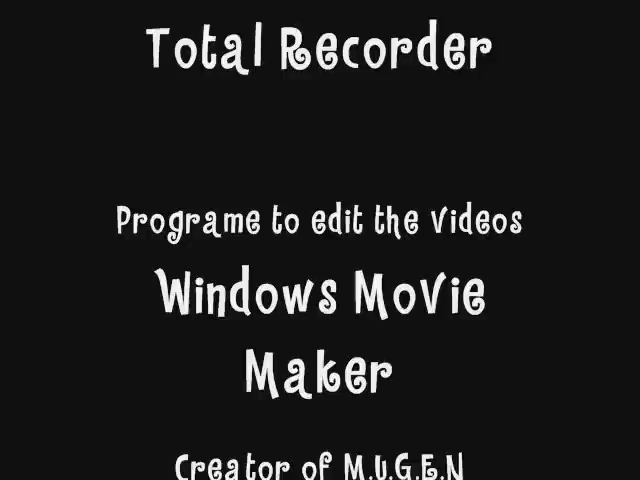 Total Recorder
Programe to edit the videos
Windows Movie
Maker
Creator of M.U.G.E.N